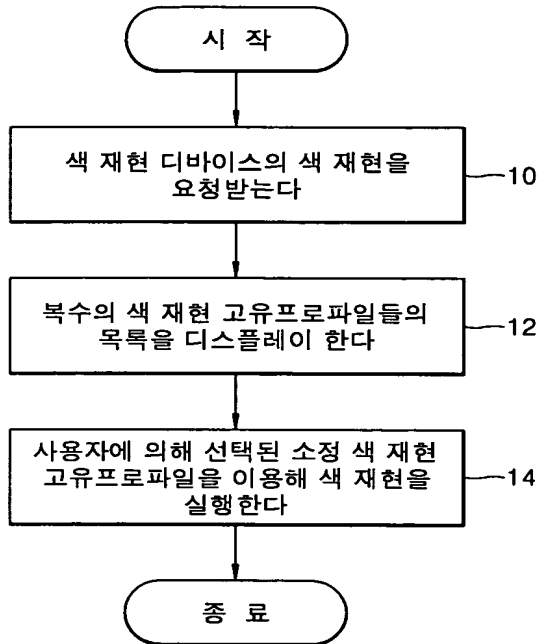 시 작
색 재현 디바이스의 색 재현을
요청받는다
10
복수의 색 재현 고유프로파일들의
목록을 디스플레이 한다
12
사용자에 의해 선택된 소정 색 재현
고유프로파일을 이용해 색 재현을
실행한다
14
종 료